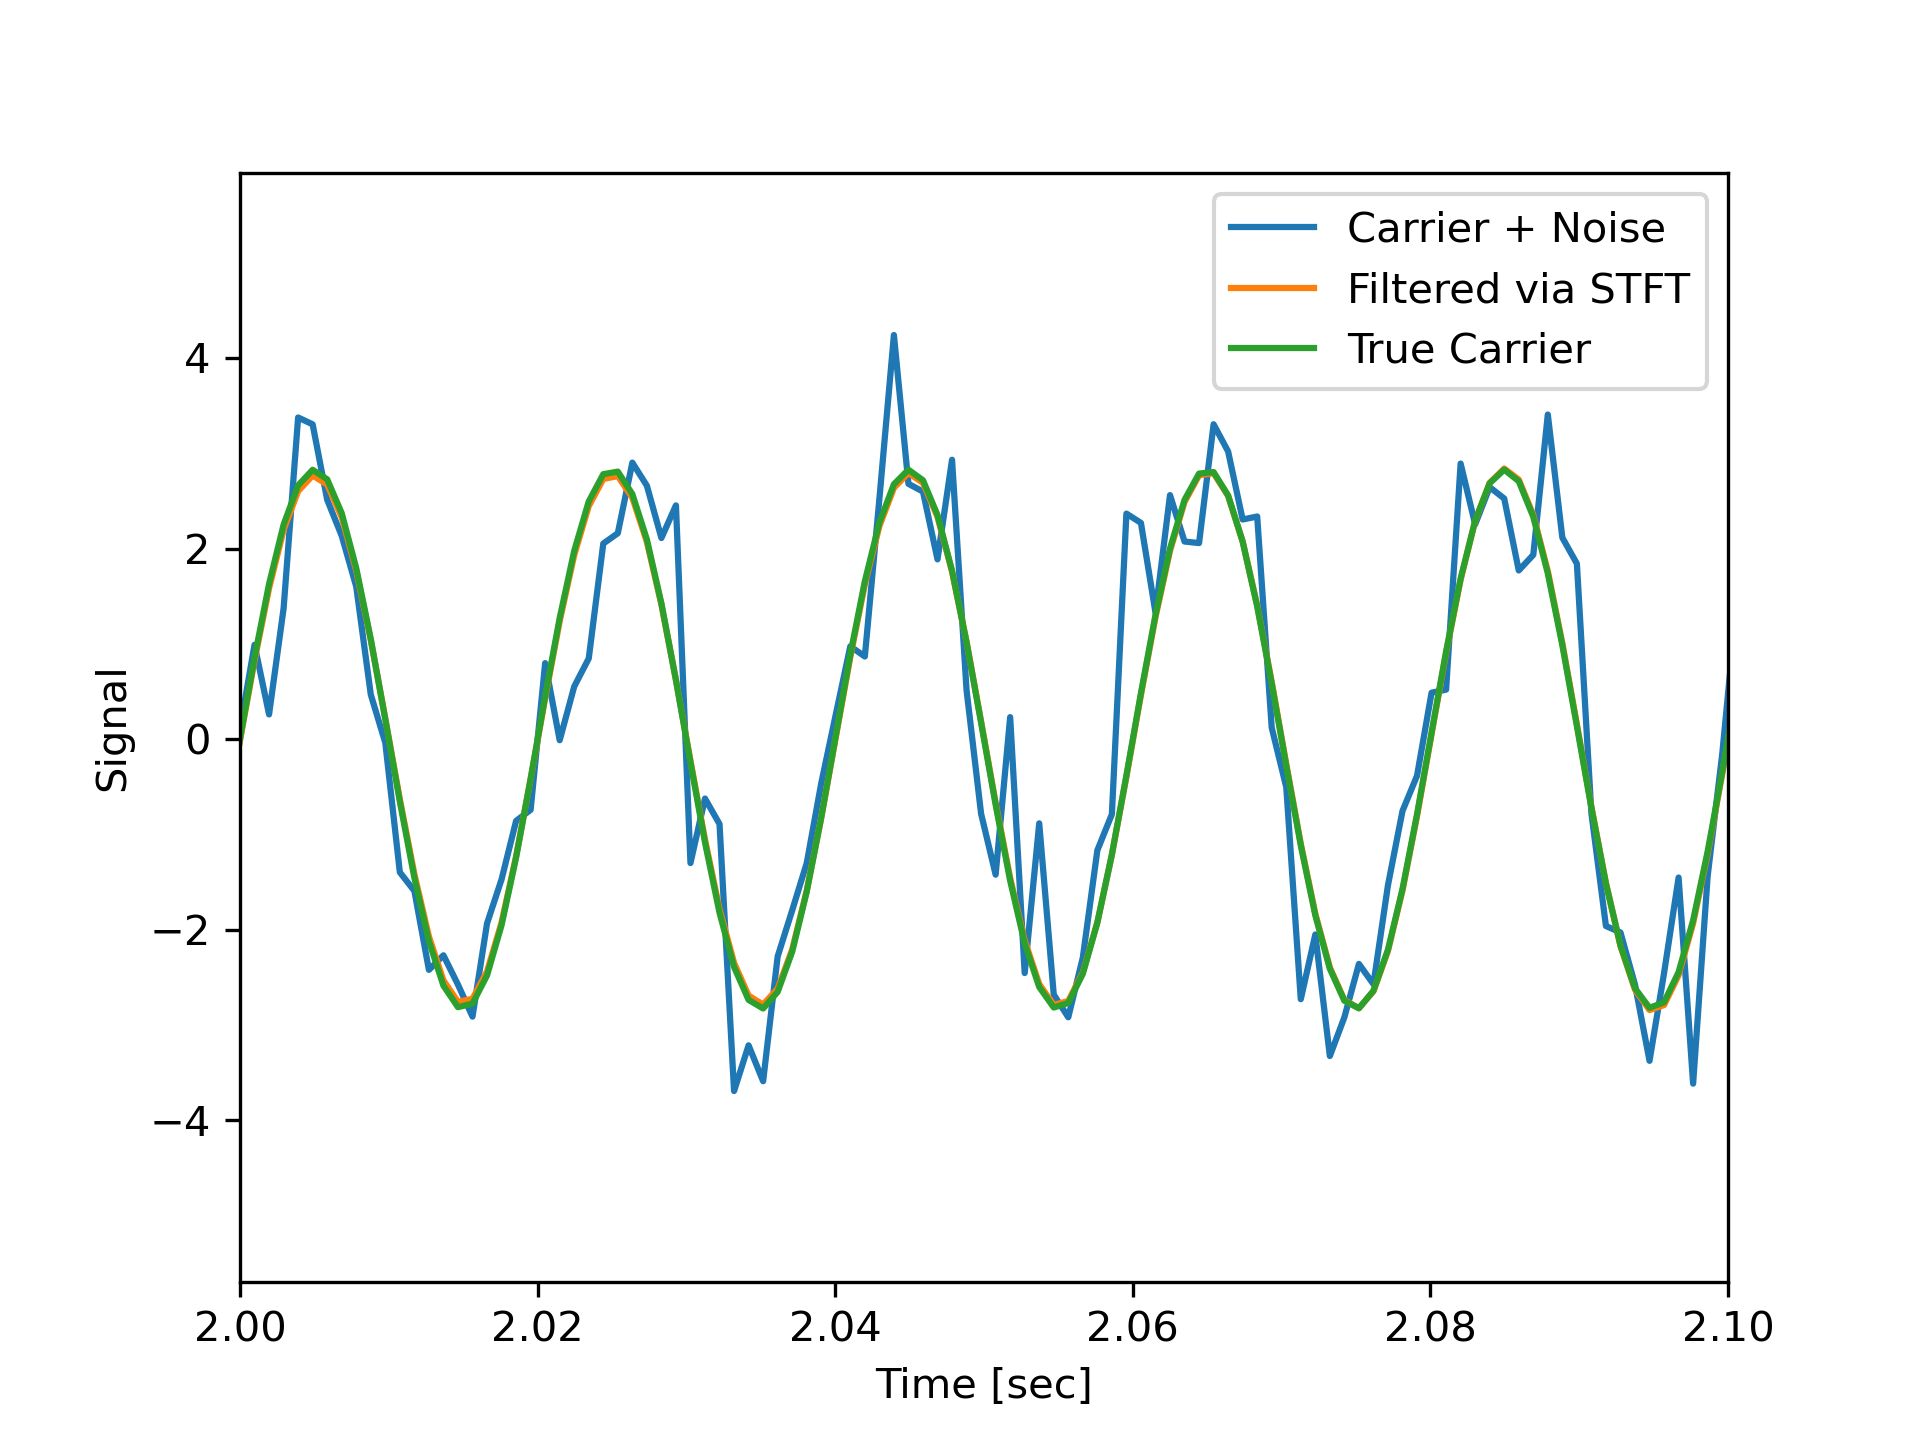 Carrier + Noise
Filtered via STFT
True Carrier
4
2
0
−2
−4
Signal
2.00 2.02 2.04 2.06 2.08 2.10
Time [sec]